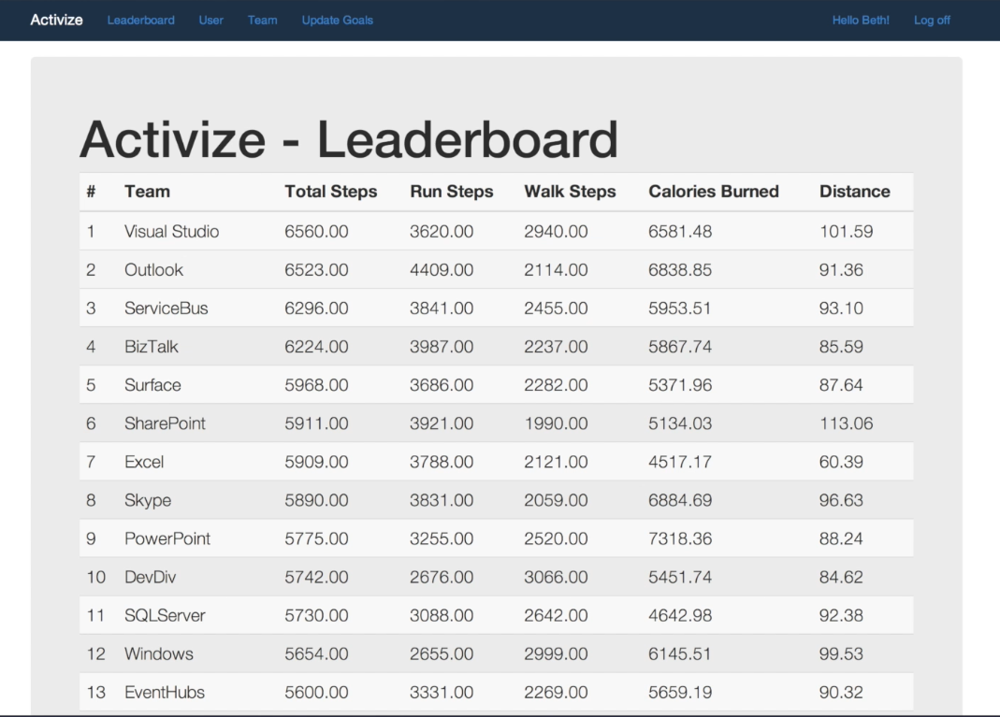 Activize Leaderboard User Team Update Goals Hello Beth! Log off
Activize - Leaderboard
# Team Total Steps Run Steps Walk Steps Calories Burned Distance
1 Visual Studio 6560.00 3620.00 2940.00 6581.48 101.59
2 Outlook 6523.00 4409.00 2114.00 6838.85 91.36
3 ServiceBus 6296.00 3841.00 2455.00 5953.51 93.10
4 BizTalk 6224.00 3987.00 2237.00 5867.74 85.59
5 Surface 5968.00 3686.00 2282.00 5371.96 87.64
6 SharePoint 5911.00 3921.00 1990.00 5134.03 113.06
7 Excel 5909.00 3788.00 2121.00 4517.17 60.39
8 Skype 5890.00 3831.00 2059.00 6884.69 96.63
9 PowerPoint 5775.00 3255.00 2520.00 7318.36 88.24
10 DevDiv 5742.00 2676.00 3066.00 5451.74 84.62
11 SQLServer 5730.00 3088.00 2642.00 4642.98 92.38
12 Windows 5654.00 2655.00 2999.00 6145.51 99.53
13 EventHubs 5600.00 3331.00 2269.00 5659.19 90.32